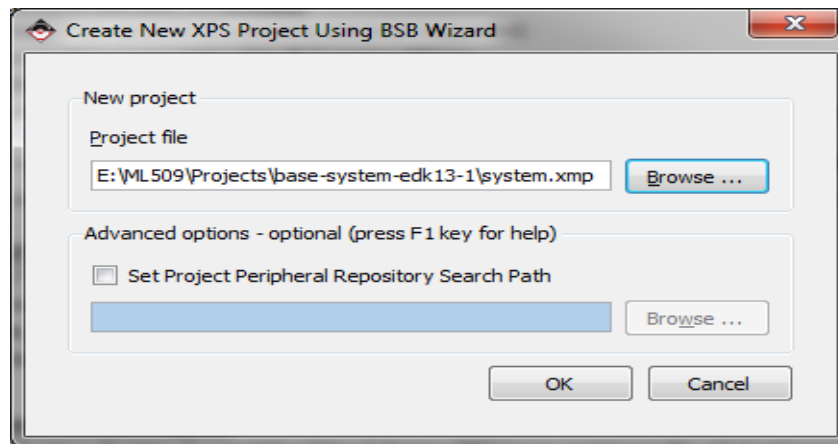 Create New XPS Project Using BSB Wizard
New project
Project file
E:\ML509\Projects\base-system-edk13-1\system.xmp
Browse ...
Advanced options - optional (press F1 key for help)
Set Project Peripheral Repository Search Path
Browse ...
OK
Cancel